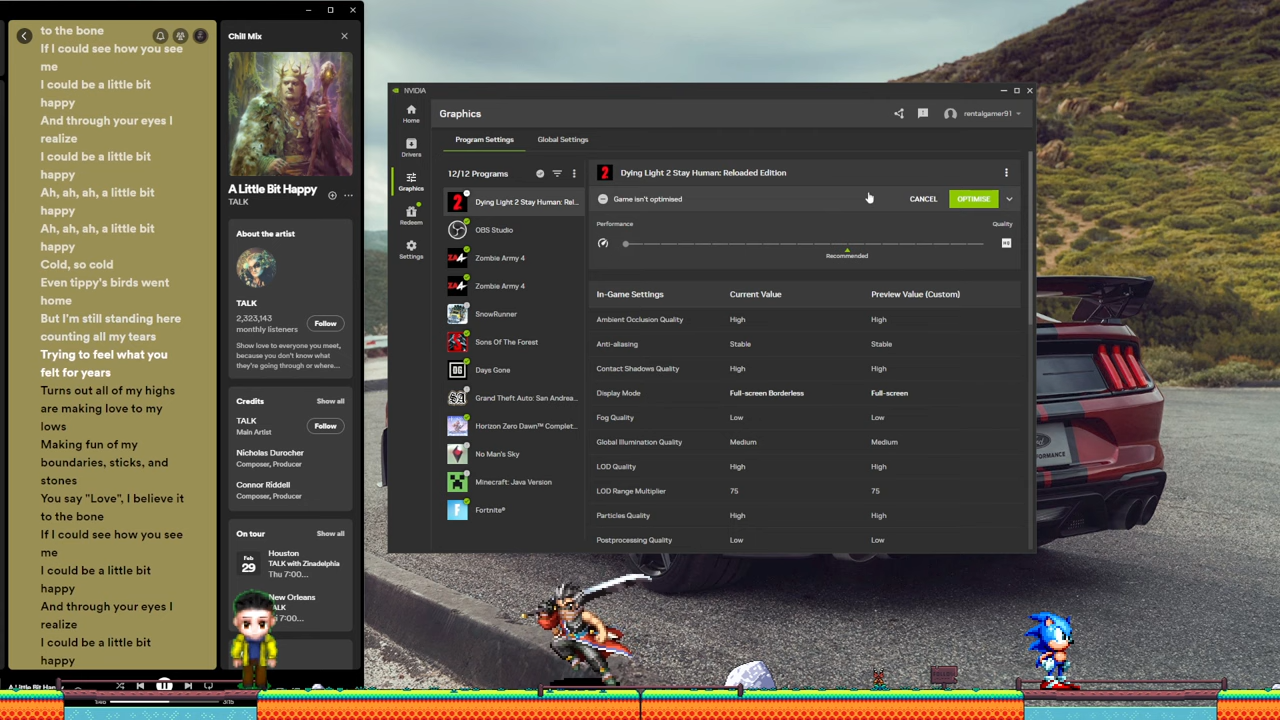 to the bone
If I could see how you see
me
I could be a little bit
happy
And through your eyes I
realize
I could be a little bit
happy
Ah, ah, ah, a little bit
happy
Ah, ah, ah, a little bit
happy
Cold, so cold
Even tippy's birds went
home
But I'm still standing here
counting all my tears
Trying to feel what you
felt for years
Turns out all of my highs
are making love to my
lows
Making fun of my
boundaries, sticks, and
stones
You say "Love", I believe it
to the bone
If I could see how you see
me
I could be a little bit
happy
And through your eyes I
realize
I could be a little bit
happy
A Little Bit Han
Chill Mix
A Little Bit Happy
TALK
About the artist
TALK
2,323,143
monthly listeners
Follow
Show love to everyone you meet,
because you don't know what
they're going through or where...
Credits
Show all
TALK
Main Artist
Follow
Nicholas Durocher
Composer, Producer
Connor Riddell
Composer, Producer
On tour
Show all
Feb
29
Houston
TALK with Zinadelphia
Thu 7:00...
New Orleans
NVIDIA
Home
Drivers
Graphics
Redeem
Settings
Graphics
rentalgamer91
Program Settings
Global Settings
12/12 Programs
Dying Light 2 Stay Human: Rel...
OBS Studio
Zombie Army 4
Zombie Army 4
SnowRunner
Sons Of The Forest
Days Gone
Grand Theft Auto: San Andrea...
Horizon Zero Dawn™ Complet...
No Man's Sky
Minecraft: Java Version
Fortnite®
Dying Light 2 Stay Human: Reloaded Edition
Game isn't optimised
CANCEL
OPTIMISE
Performance
Quality
Recommended
In-Game Settings Current Value Preview Value (Custom)
Ambient Occlusion Quality High High
Anti-aliasing Stable Stable
Contact Shadows Quality High High
Display Mode Full-screen Borderless Full-screen
Fog Quality Low Low
Global Illumination Quality Medium Medium
LOD Quality High High
LOD Range Multiplier 75 75
Particles Quality High High
Postprocessing Quality Low Low